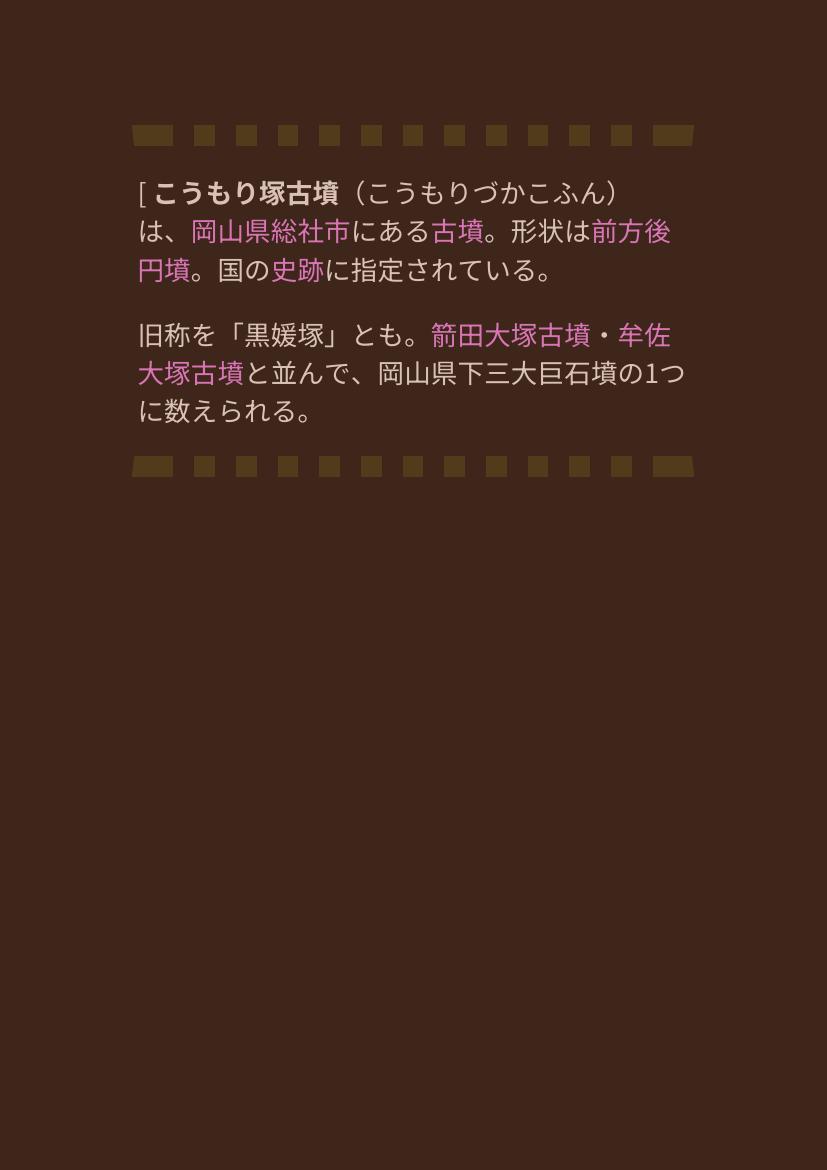 [ こうもり塚古墳（こうもりづかこふん）
は、岡山県総社市にある古墳。形状は前方後
円墳。国の史跡に指定されている。
旧称を「黒媛塚」とも。箭田大塚古墳・牟佐
大塚古墳と並んで、岡山県下三大巨石墳の1つ
に数えられる。